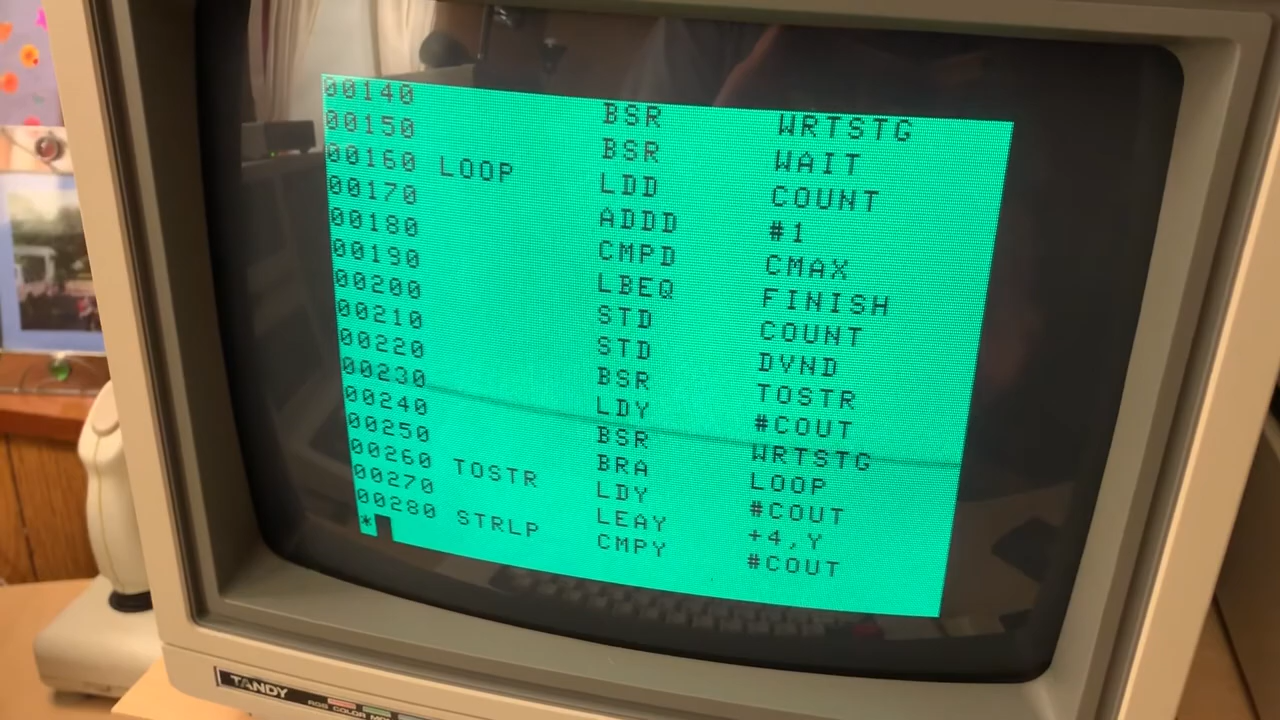 00140 BSR WRTSTG
00150 BSR WAIT
00160 LOOP LDD COUNT
00170 ADDD #1
00180 CMPD CMAX
00190 LBEQ FINISH
00200 STD COUNT
00210 STD DVND
00220 BSR TOSTR
00230 LDY #COUT
00240 BSR WRTSTG
00250 BRA LOOP
00260 TOSTR LDY #COUT
00270 LEAY +4,Y
00280 STRLP CMPY #COUT
*
TANDY
RGB COLOR